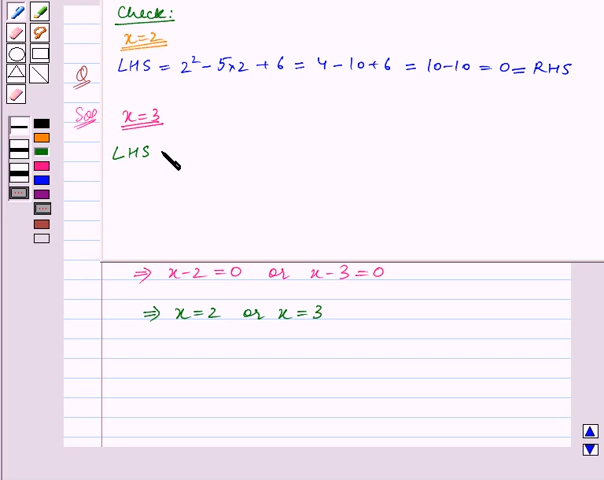 Check:
x=2
LHS = 2² - 5×2 + 6 = 4 - 10 + 6 = 10 - 10 = 0 = RHS
Q
Sol x=3
LHS
⇒ x-2 = 0 or x-3 = 0
⇒ x = 2 or x = 3